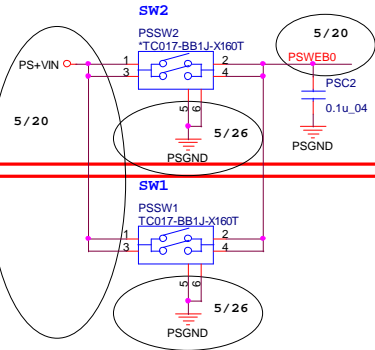 SW2
PSSW2
*TC017-BB1J-X160T
5/20
PSWEB0
PS+VIN
1
2
3
4
PSC2
0.1u_04
5/20
5
6
5/26
PSGND
PSGND
SW1
PSSW1
TC017-BB1J-X160T
1
2
3
4
5
6
5/26
PSGND